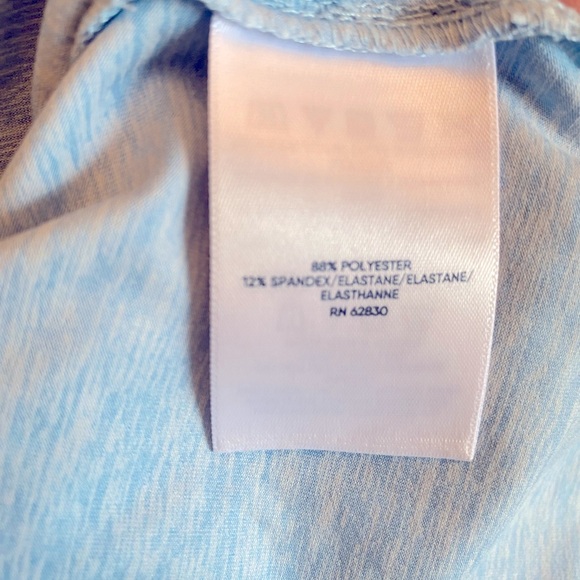 88% POLYESTER
12% SPANDEX/ELASTANE/ELASTANE/
ELASTHANNE
RN 62830